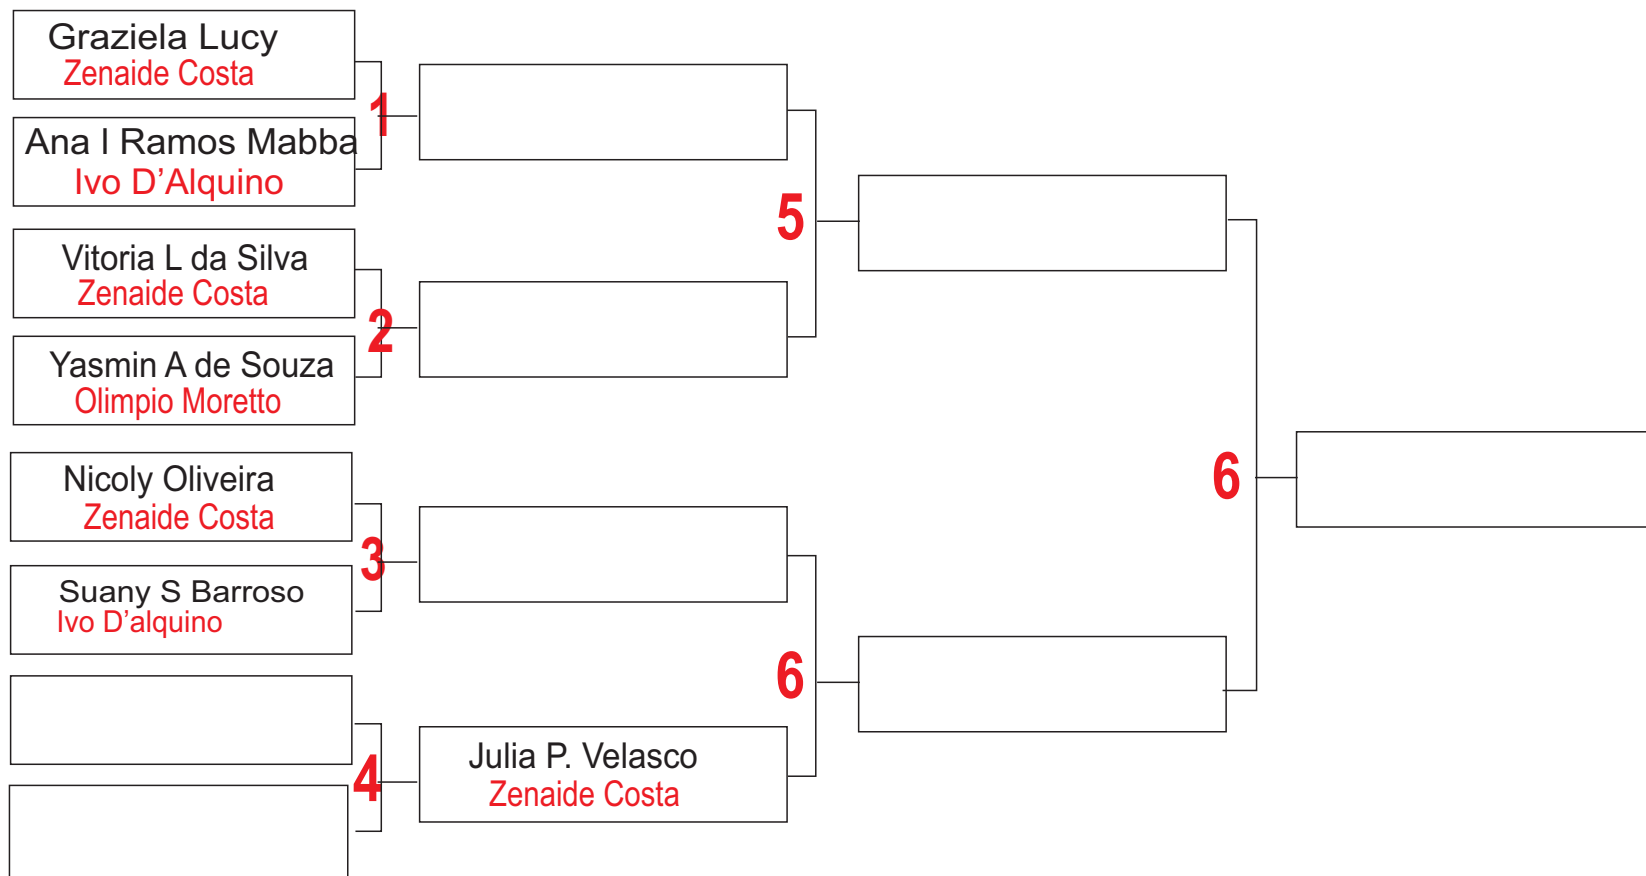 Graziela Lucy
Zenaide Costa
1
Ana I Ramos Mabba
Ivo D’Alquino
5
Vitoria L da Silva
Zenaide Costa
2
Yasmin A de Souza
Olimpio Moretto
6
Nicoly Oliveira
Zenaide Costa
3
Suany S Barroso
Ivo D’alquino
6
4
Julia P. Velasco
Zenaide Costa